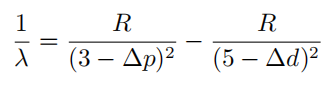 1/λ = R/(3 − Δp)² − R/(5 − Δd)²